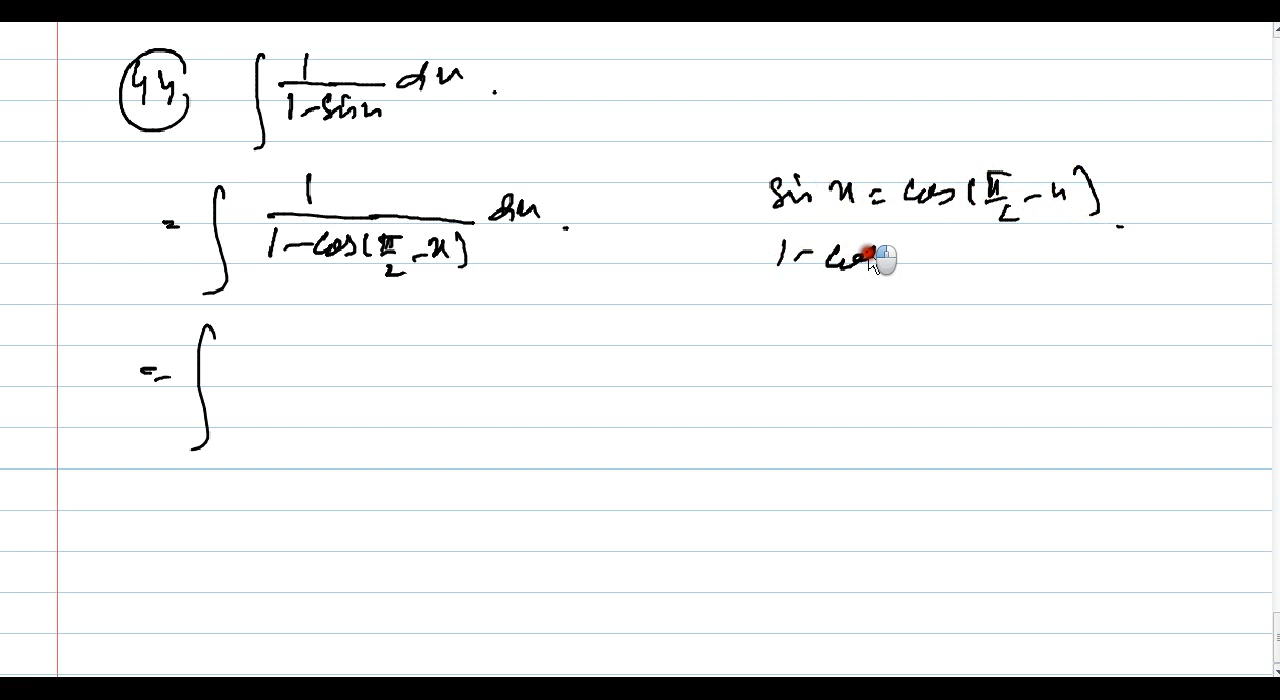 44 ∫ 1/(1-sin x) dx .
= ∫ 1/(1-cos(π/2 - x)) dx .
sin x = cos(π/2 - x) .
1 - cos
= ∫